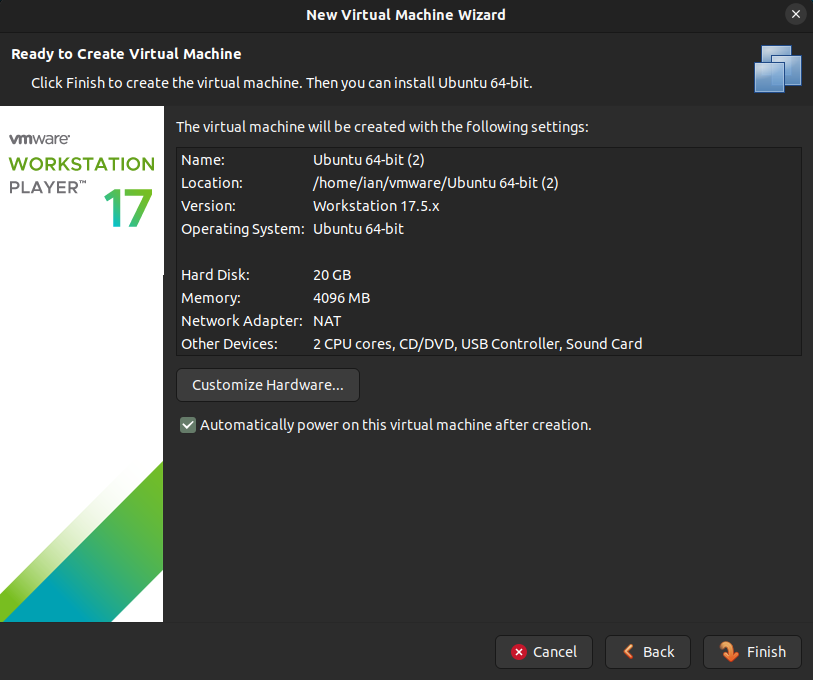 New Virtual Machine Wizard
Ready to Create Virtual Machine
Click Finish to create the virtual machine. Then you can install Ubuntu 64-bit.
vmware®
WORKSTATION
PLAYER™
17
The virtual machine will be created with the following settings:
Name: Ubuntu 64-bit (2)
Location: /home/ian/vmware/Ubuntu 64-bit (2)
Version: Workstation 17.5.x
Operating System: Ubuntu 64-bit
Hard Disk: 20 GB
Memory: 4096 MB
Network Adapter: NAT
Other Devices: 2 CPU cores, CD/DVD, USB Controller, Sound Card
Customize Hardware...
Automatically power on this virtual machine after creation.
Cancel Back Finish